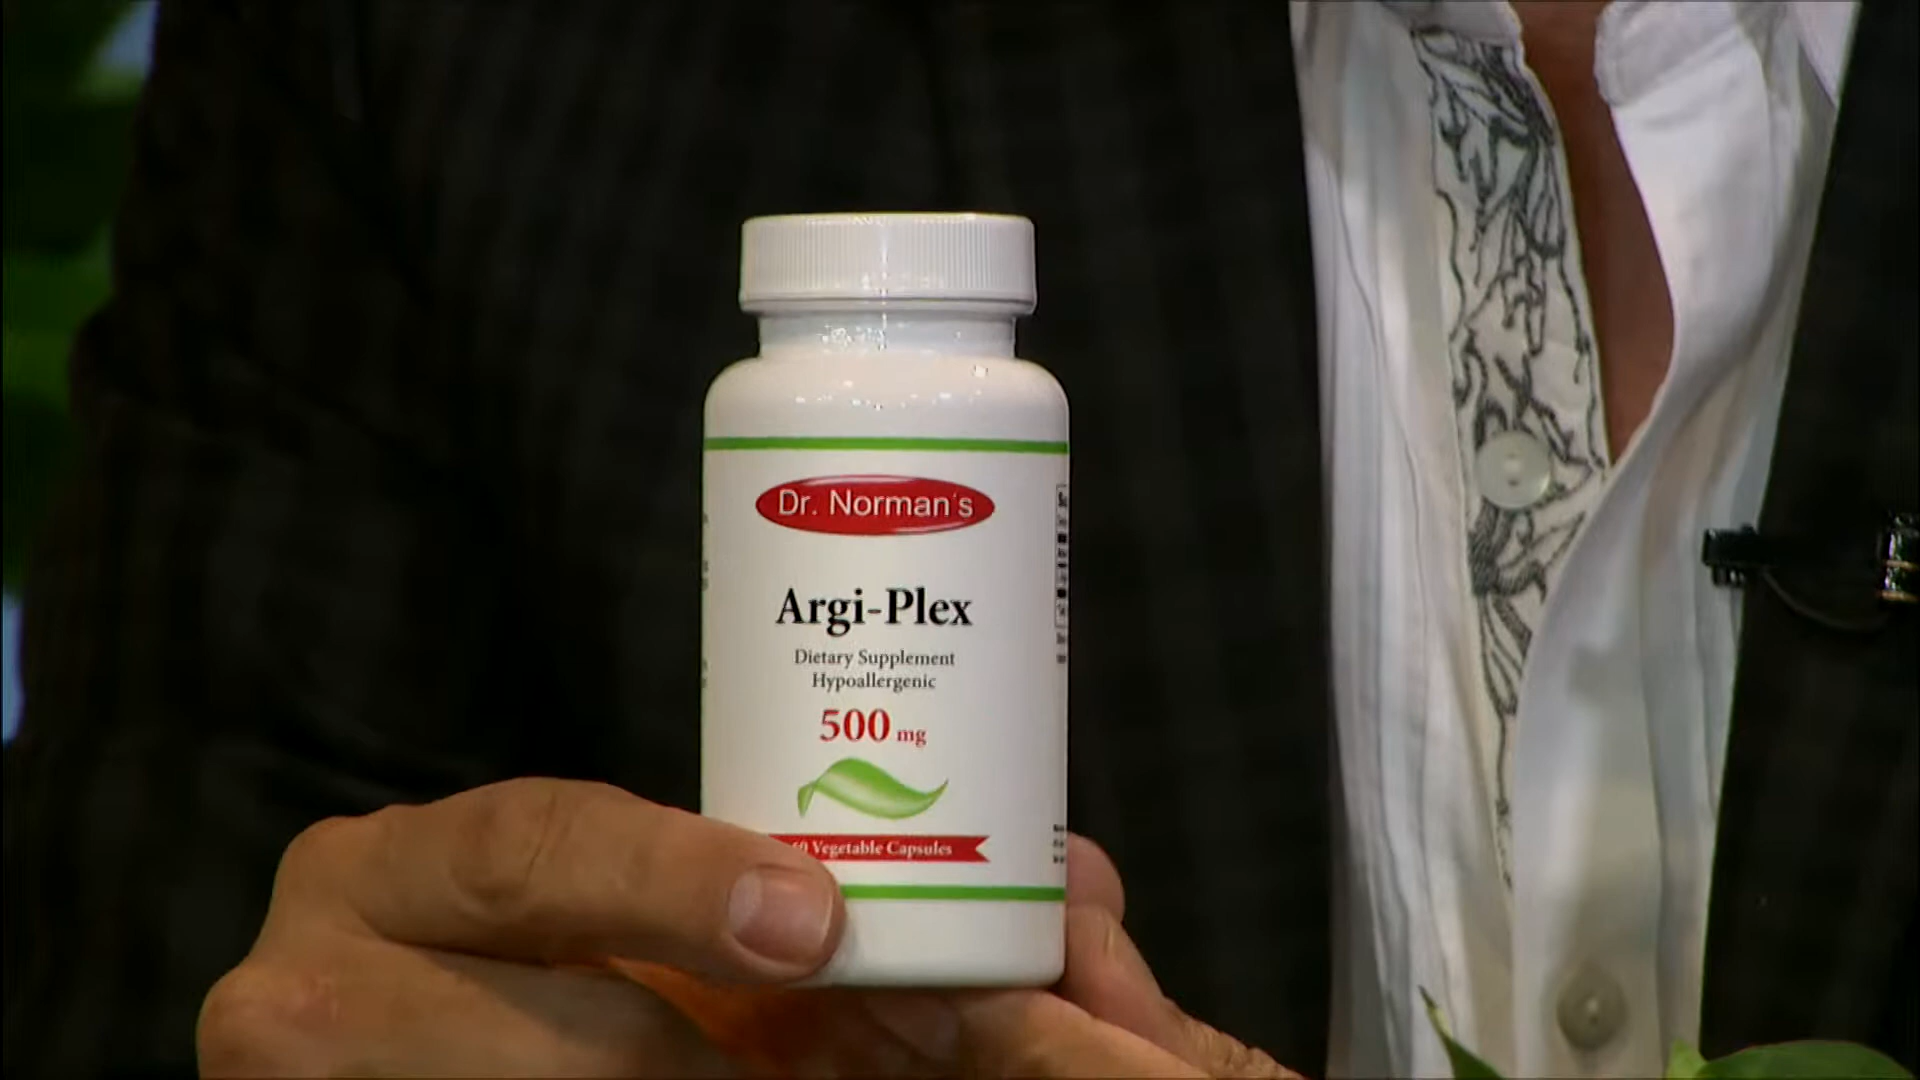 Dr. Norman's
Argi-Plex
Dietary Supplement
Hypoallergenic
500 mg
Vegetable Capsules